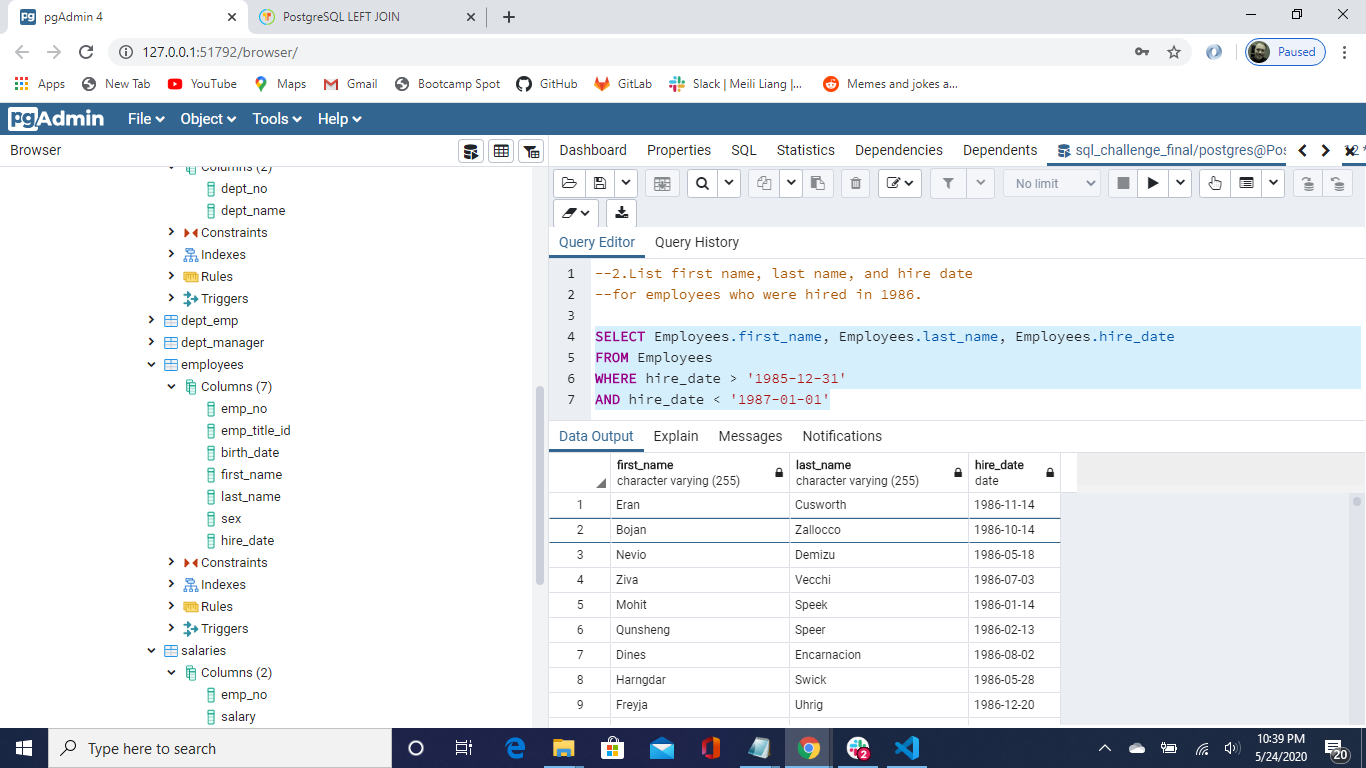 pgAdmin 4
PostgreSQL LEFT JOIN
127.0.0.1:51792/browser/
Paused
Apps
New Tab
YouTube
Maps
Gmail
Bootcamp Spot
GitHub
GitLab
Slack | Meili Liang |...
Memes and jokes a...
pgAdmin
File
Object
Tools
Help
Browser
Dashboard
Properties
SQL
Statistics
Dependencies
Dependents
sql_challenge_final/postgres@Pos
No limit
Query Editor
Query History
Columns (2)
dept_no
dept_name
Constraints
Indexes
Rules
Triggers
dept_emp
dept_manager
employees
Columns (7)
emp_no
emp_title_id
birth_date
first_name
last_name
sex
hire_date
Constraints
Indexes
Rules
Triggers
salaries
Columns (2)
emp_no
salary
1 --2.List first name, last name, and hire date
2 --for employees who were hired in 1986.
3
4 SELECT Employees.first_name, Employees.last_name, Employees.hire_date
5 FROM Employees
6 WHERE hire_date > '1985-12-31'
7 AND hire_date < '1987-01-01'
Data Output
Explain
Messages
Notifications
first_name last_name hire_date
character varying (255) character varying (255) date
1 Eran Cusworth 1986-11-14
2 Bojan Zallocco 1986-10-14
3 Nevio Demizu 1986-05-18
4 Ziva Vecchi 1986-07-03
5 Mohit Speek 1986-01-14
6 Qunsheng Speer 1986-02-13
7 Dines Encarnacion 1986-08-02
8 Harngdar Swick 1986-05-28
9 Freyja Uhrig 1986-12-20
Type here to search
2
10:39 PM
5/24/2020
20